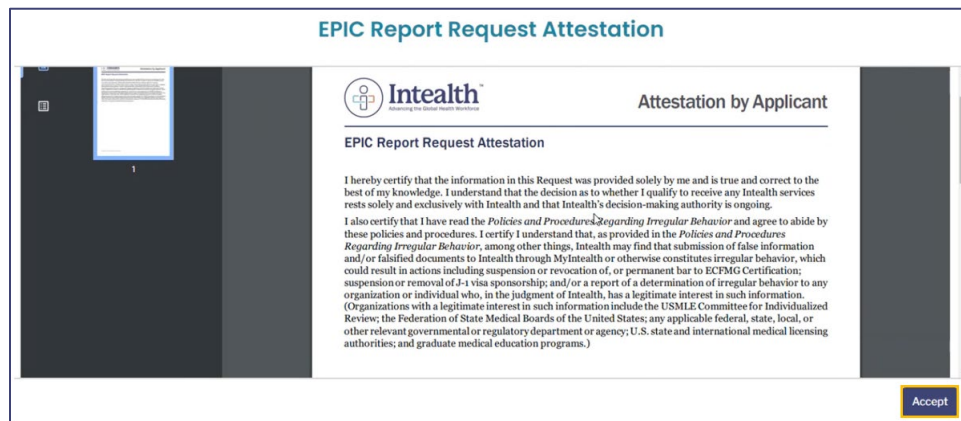 EPIC Report Request Attestation
1
Intealth™
Advancing the Global Health Workforce
Attestation by Applicant
EPIC Report Request Attestation
I hereby certify that the information in this Request was provided solely by me and is true and correct to the
best of my knowledge. I understand that the decision as to whether I qualify to receive any Intealth services
rests solely and exclusively with Intealth and that Intealth's decision-making authority is ongoing.
I also certify that I have read the Policies and Procedures Regarding Irregular Behavior and agree to abide by
these policies and procedures. I certify I understand that, as provided in the Policies and Procedures
Regarding Irregular Behavior, among other things, Intealth may find that submission of false information
and/or falsified documents to Intealth through MyIntealth or otherwise constitutes irregular behavior, which
could result in actions including suspension or revocation of, or permanent bar to ECFMG Certification;
suspension or removal of J-1 visa sponsorship; and/or a report of a determination of irregular behavior to any
organization or individual who, in the judgment of Intealth, has a legitimate interest in such information.
(Organizations with a legitimate interest in such information include the USMLE Committee for Individualized
Review; the Federation of State Medical Boards of the United States; any applicable federal, state, local, or
other relevant governmental or regulatory department or agency; U.S. state and international medical licensing
authorities; and graduate medical education programs.)
Accept